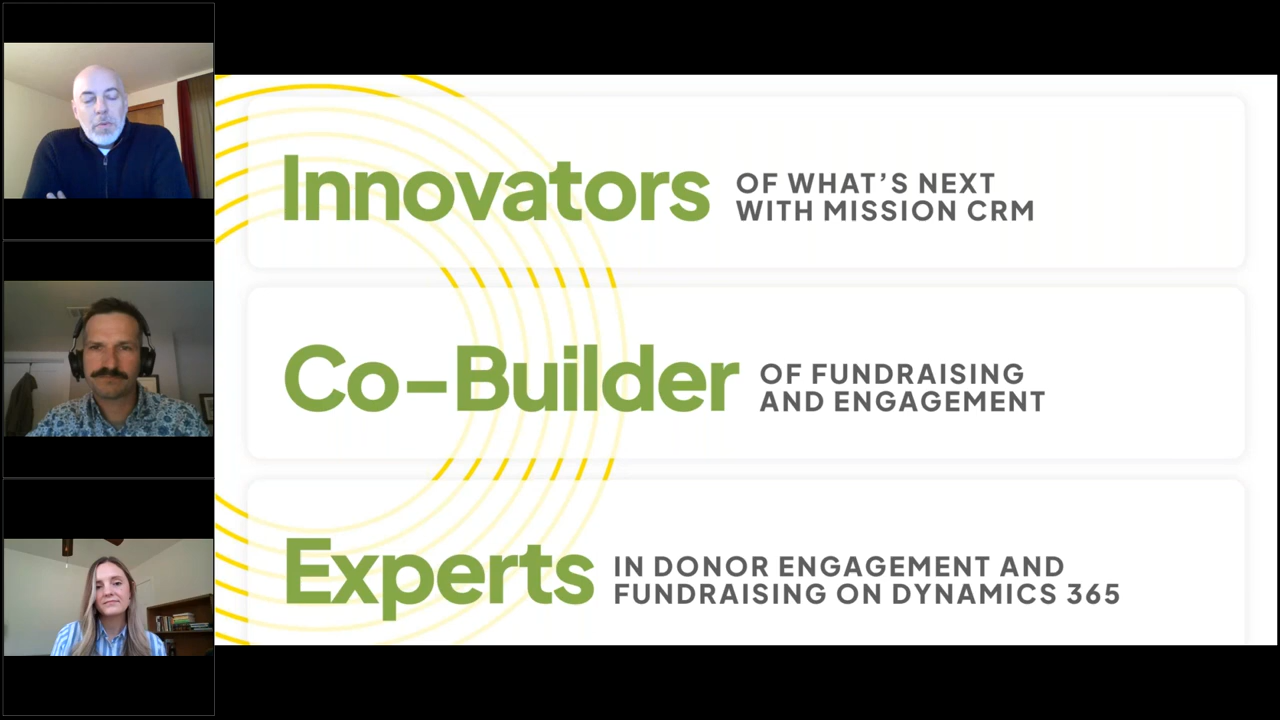 Innovators
OF WHAT’S NEXT
WITH MISSION CRM
Co–Builder
OF FUNDRAISING
AND ENGAGEMENT
Experts
IN DONOR ENGAGEMENT AND
FUNDRAISING ON DYNAMICS 365